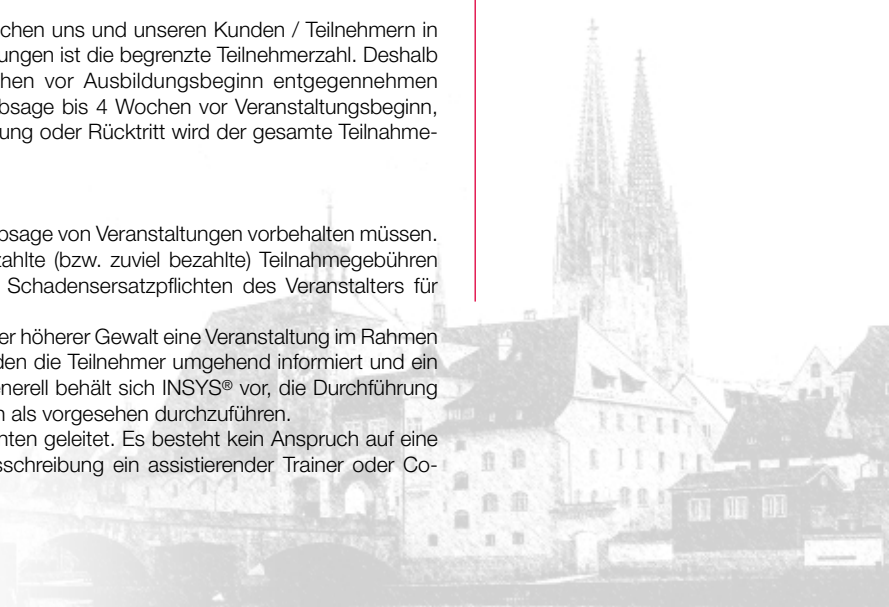 chen uns und unseren Kunden / Teilnehmern in
ungen ist die begrenzte Teilnehmerzahl. Deshalb
hen vor Ausbildungsbeginn entgegennehmen
bsage bis 4 Wochen vor Veranstaltungsbeginn,
ung oder Rücktritt wird der gesamte Teilnahme-
bsage von Veranstaltungen vorbehalten müssen.
zahlte (bzw. zuviel bezahlte) Teilnahmegebühren
Schadensersatzpflichten des Veranstalters für
er höherer Gewalt eine Veranstaltung im Rahmen
den die Teilnehmer umgehend informiert und ein
enerell behält sich INSYS® vor, die Durchführung
n als vorgesehen durchzuführen.
nten geleitet. Es besteht kein Anspruch auf eine
sschreibung ein assistierender Trainer oder Co-